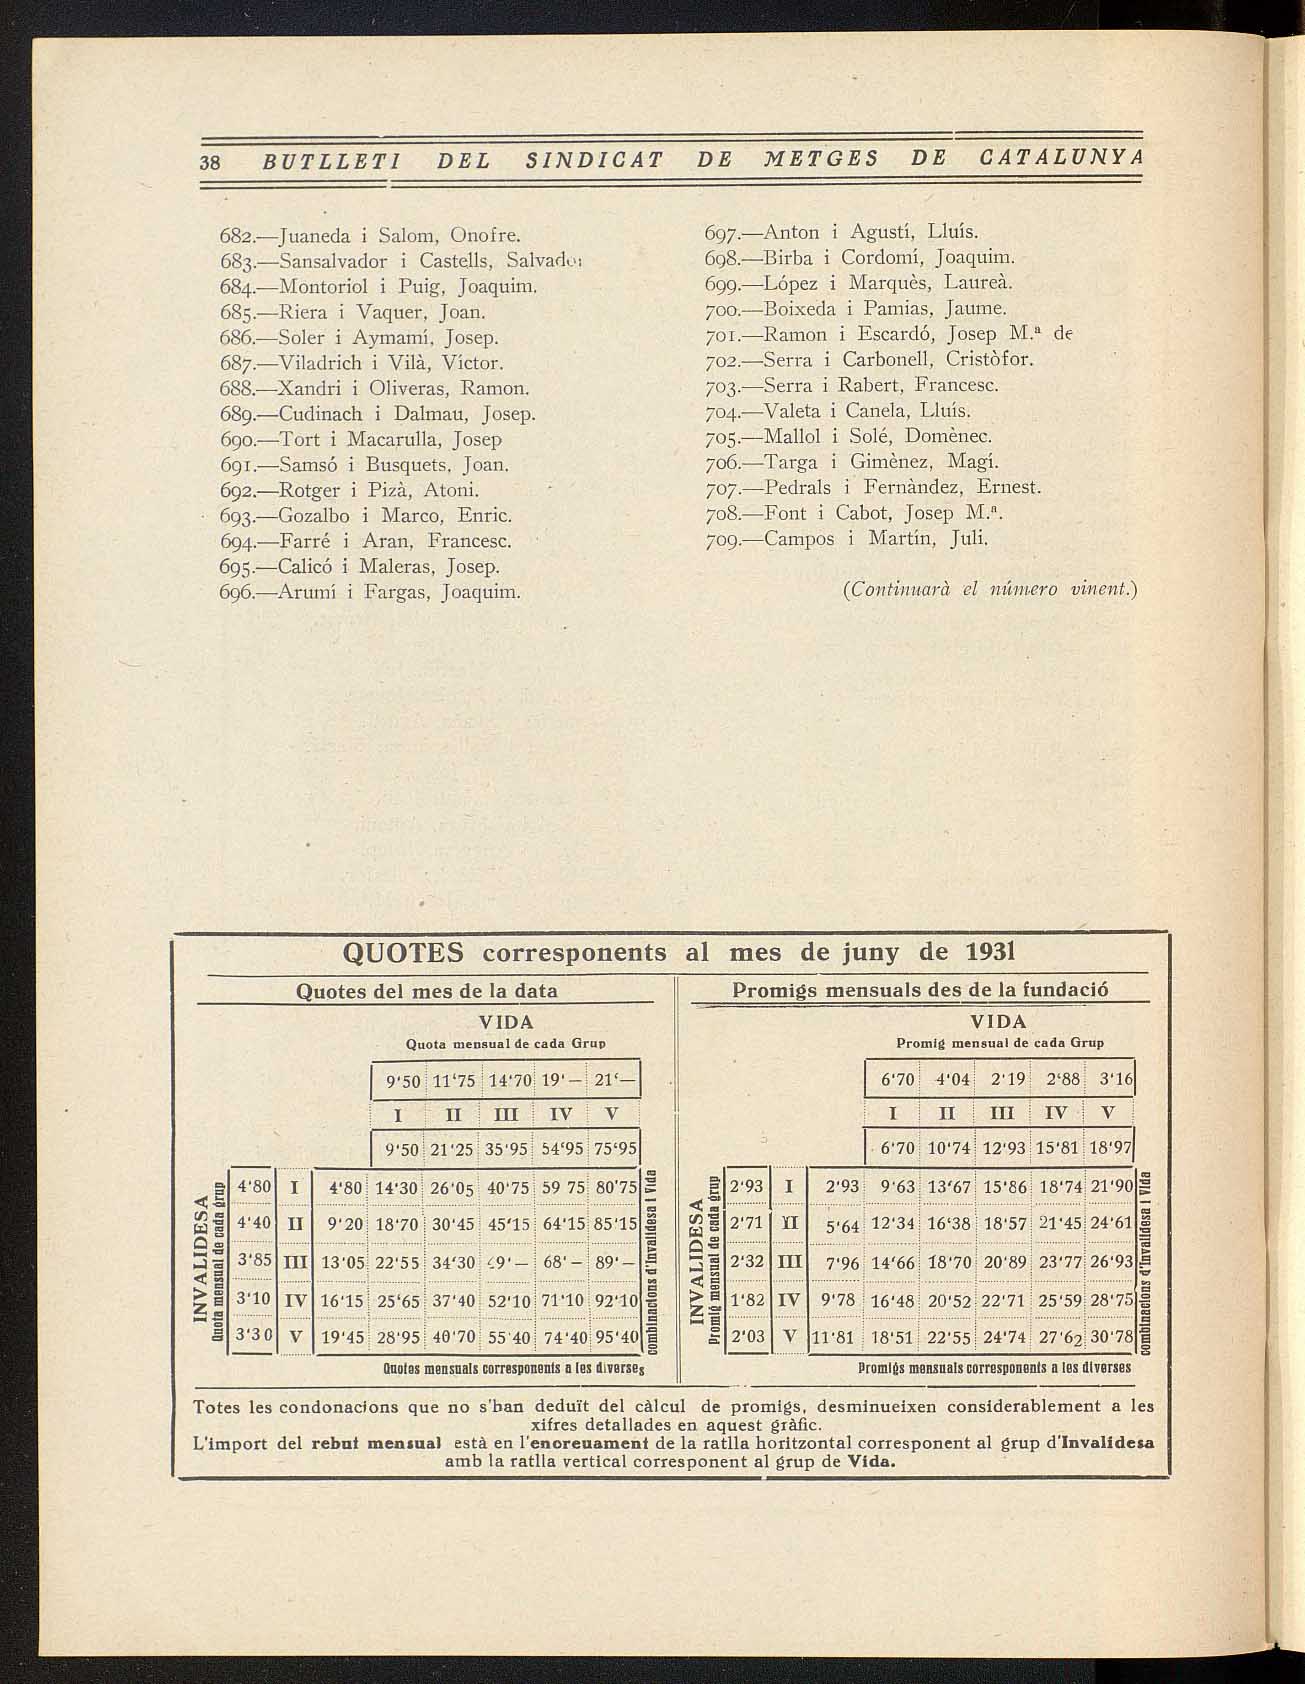 38 BUTLLETI DEL SINDICAT DE METGES DE CATALUNYA
682.—Juaneda i Salom, Onofre.
683.—Sansalvador i Castells, Salvador
684.—Montoriol i Puig, Joaquim.
685.—Riera i Vaquer, Joan.
686.—Soler i Aymamí, Josep.
687.—Viladrich i Vilà, Víctor.
688.—Xandri i Oliveras, Ramon.
689.—Cudinach i Dalmau, Josep.
690.—Tort i Macarulla, Josep
691.—Samsó i Busquets, Joan.
692.—Rotger i Pizà, Atoni.
693.—Gozalbo i Marco, Enric.
694.—Farré i Aran, Francesc.
695.—Calicó i Maleras, Josep.
696.—Arumí i Fargas, Joaquim.
697.—Anton i Agustí, Lluís.
698.—Birba i Cordomí, Joaquim.
699.—López i Marquès, Laureà.
700.—Boixeda i Pamias, Jaume.
701.—Ramon i Escardó, Josep M.ª de
702.—Serra i Carbonell, Cristòfor.
703.—Serra i Rabert, Francesc.
704.—Valeta i Canela, Lluís.
705.—Mallol i Solé, Domènec.
706.—Targa i Gimènez, Magí.
707.—Pedrals i Fernàndez, Ernest.
708.—Font i Cabot, Josep M.ª.
709.—Campos i Martín, Juli.
(Continuarà el número vinent.)
QUOTES corresponents al mes de juny de 1931
Quotes del mes de la data
VIDA
Quota mensual de cada Grup
9'50 11'75 14'70 19'— 21'—
I II III IV V
9'50 21'25 35'95 54'95 75'95
INVALIDESA
Quota mensual de cada grup
4'80 I 4'80 14'30 26'05 40'75 59 75 80'75
4'40 II 9'20 18'70 30'45 45'15 64'15 85'15
3'85 III 13'05 22'55 34'30 49'— 68'— 89'—
3'10 IV 16'15 25'65 37'40 52'10 71'10 92'10
3'30 V 19'45 28'95 40'70 55'40 74'40 95'40
Quotes mensuals corresponents a les diverses
combinacions d'Invalidesa i Vida
Promigs mensuals des de la fundació
VIDA
Promig mensual de cada Grup
6'70 4'04 2'19 2'88 3'16
I II III IV V
6'70 10'74 12'93 15'81 18'97
INVALIDESA
Promig mensual de cada grup
2'93 I 2'93 9'63 13'67 15'86 18'74 21'90
2'71 II 5'64 12'34 16'38 18'57 21'45 24'61
2'32 III 7'96 14'66 18'70 20'89 23'77 26'93
1'82 IV 9'78 16'48 20'52 22'71 25'59 28'75
2'03 V 11'81 18'51 22'55 24'74 27'62 30'78
Promigs mensuals corresponents a les diverses
combinacions d'Invalidesa i Vida
Totes les condonacions que no s'han deduït del càlcul de promigs, desminueixen considerablement a les
xifres detallades en aquest gràfic.
L'import del rebut mensual està en l'encreuament de la ratlla horitzontal corresponent al grup d'Invalidesa
amb la ratlla vertical corresponent al grup de Vida.